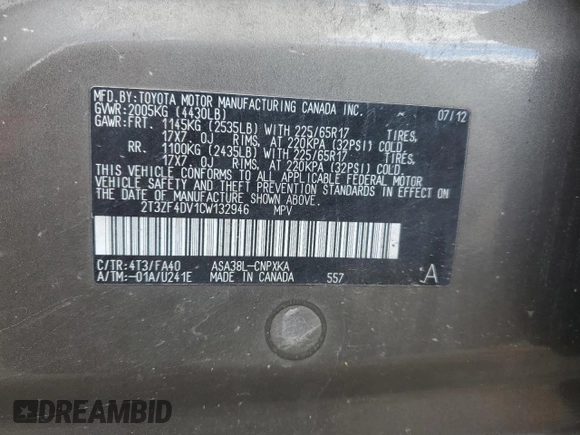 MFD.BY:TOYOTA MOTOR MANUFACTURING CANADA INC. 07/12
GVWR:2005KG (4430LB)
GAWR:FRT. 1145KG (2535LB) WITH 225/65R17 TIRES,
17X7 OJ RIMS, AT 220KPA (32PSI) COLD
RR. 1100KG (2435LB) WITH 225/65R17 TIRES,
17X7 OJ RIMS, AT 220KPA (32PSI) COLD.
THIS VEHICLE CONFORMS TO ALL APPLICABLE FEDERAL MOTOR
VEHICLE SAFETY AND THEFT PREVENTION STANDARDS IN EFFECT ON
THE DATE OF MANUFACTURE SHOWN ABOVE.
2T3ZF4DV1CW132946 MPV
C/TR:4T3/FA40 ASA38L-CNPXKA
A/TM:-01A/U241E MADE IN CANADA 557 A
DREAMBID